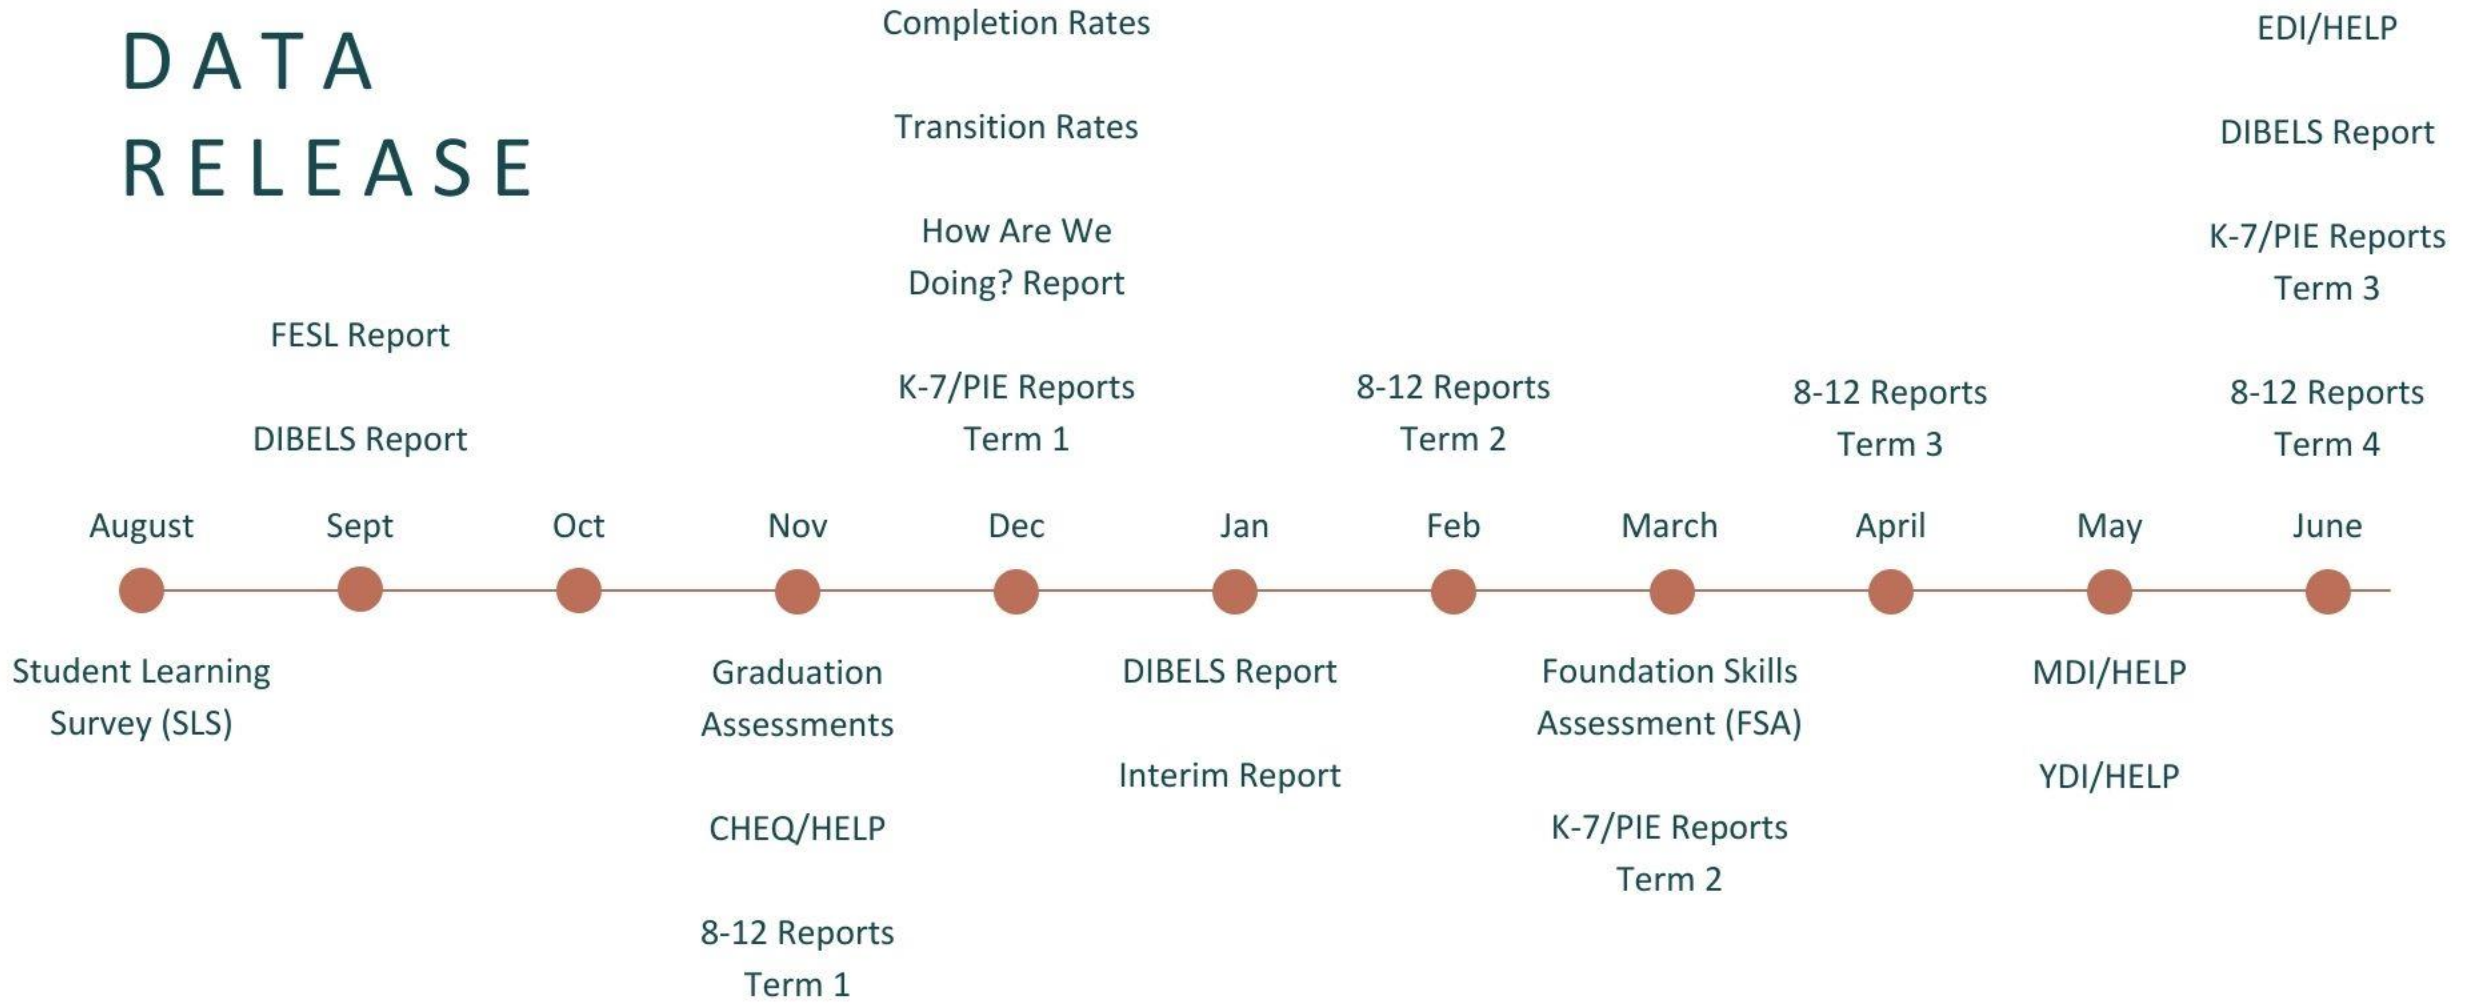 DATA
RELEASE
Completion Rates
Transition Rates
How Are We
Doing? Report
K-7/PIE Reports
Term 1
EDI/HELP
DIBELS Report
K-7/PIE Reports
Term 3
8-12 Reports
Term 4
FESL Report
DIBELS Report
8-12 Reports
Term 2
8-12 Reports
Term 3
August
Sept
Oct
Nov
Dec
Jan
Feb
March
April
May
June
Student Learning
Survey (SLS)
Graduation
Assessments
CHEQ/HELP
8-12 Reports
Term 1
DIBELS Report
Interim Report
Foundation Skills
Assessment (FSA)
K-7/PIE Reports
Term 2
MDI/HELP
YDI/HELP